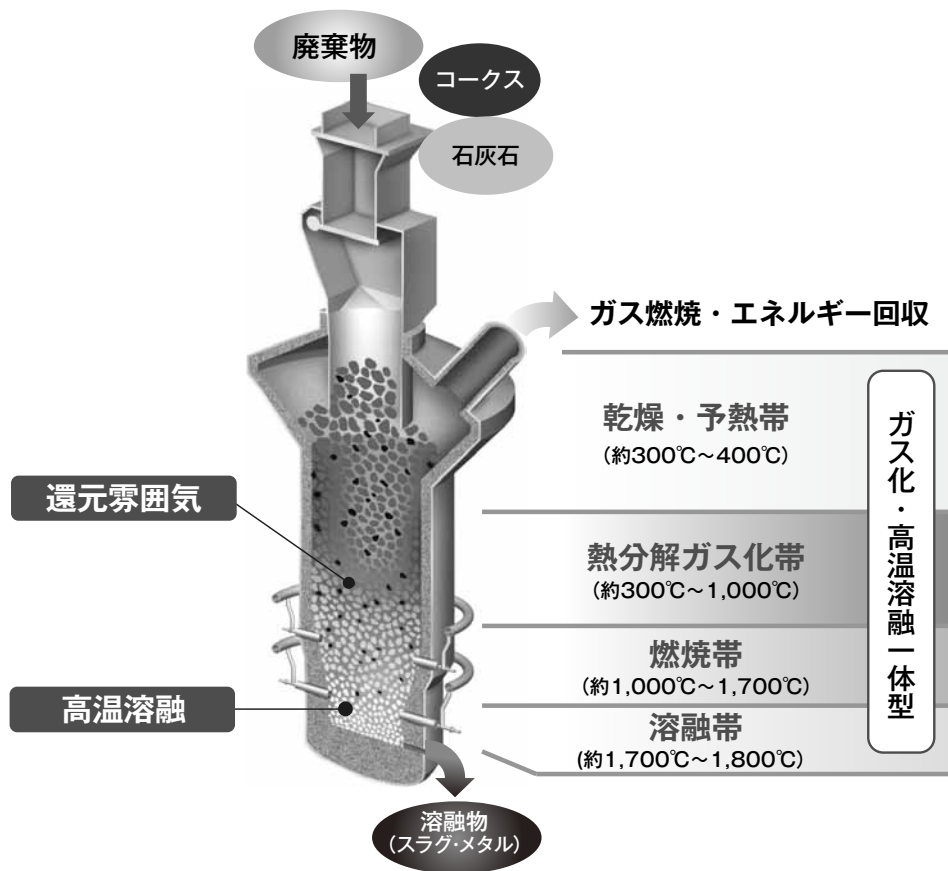 廃棄物
コークス
石灰石
ガス燃焼・エネルギー回収
乾燥・予熱帯
(約300℃～400℃)
還元雰囲気
熱分解ガス化帯
(約300℃～1,000℃)
燃焼帯
(約1,000℃～1,700℃)
高温溶融
溶融帯
(約1,700℃～1,800℃)
ガス化・高温溶融一体型
溶融物
(スラグ・メタル)